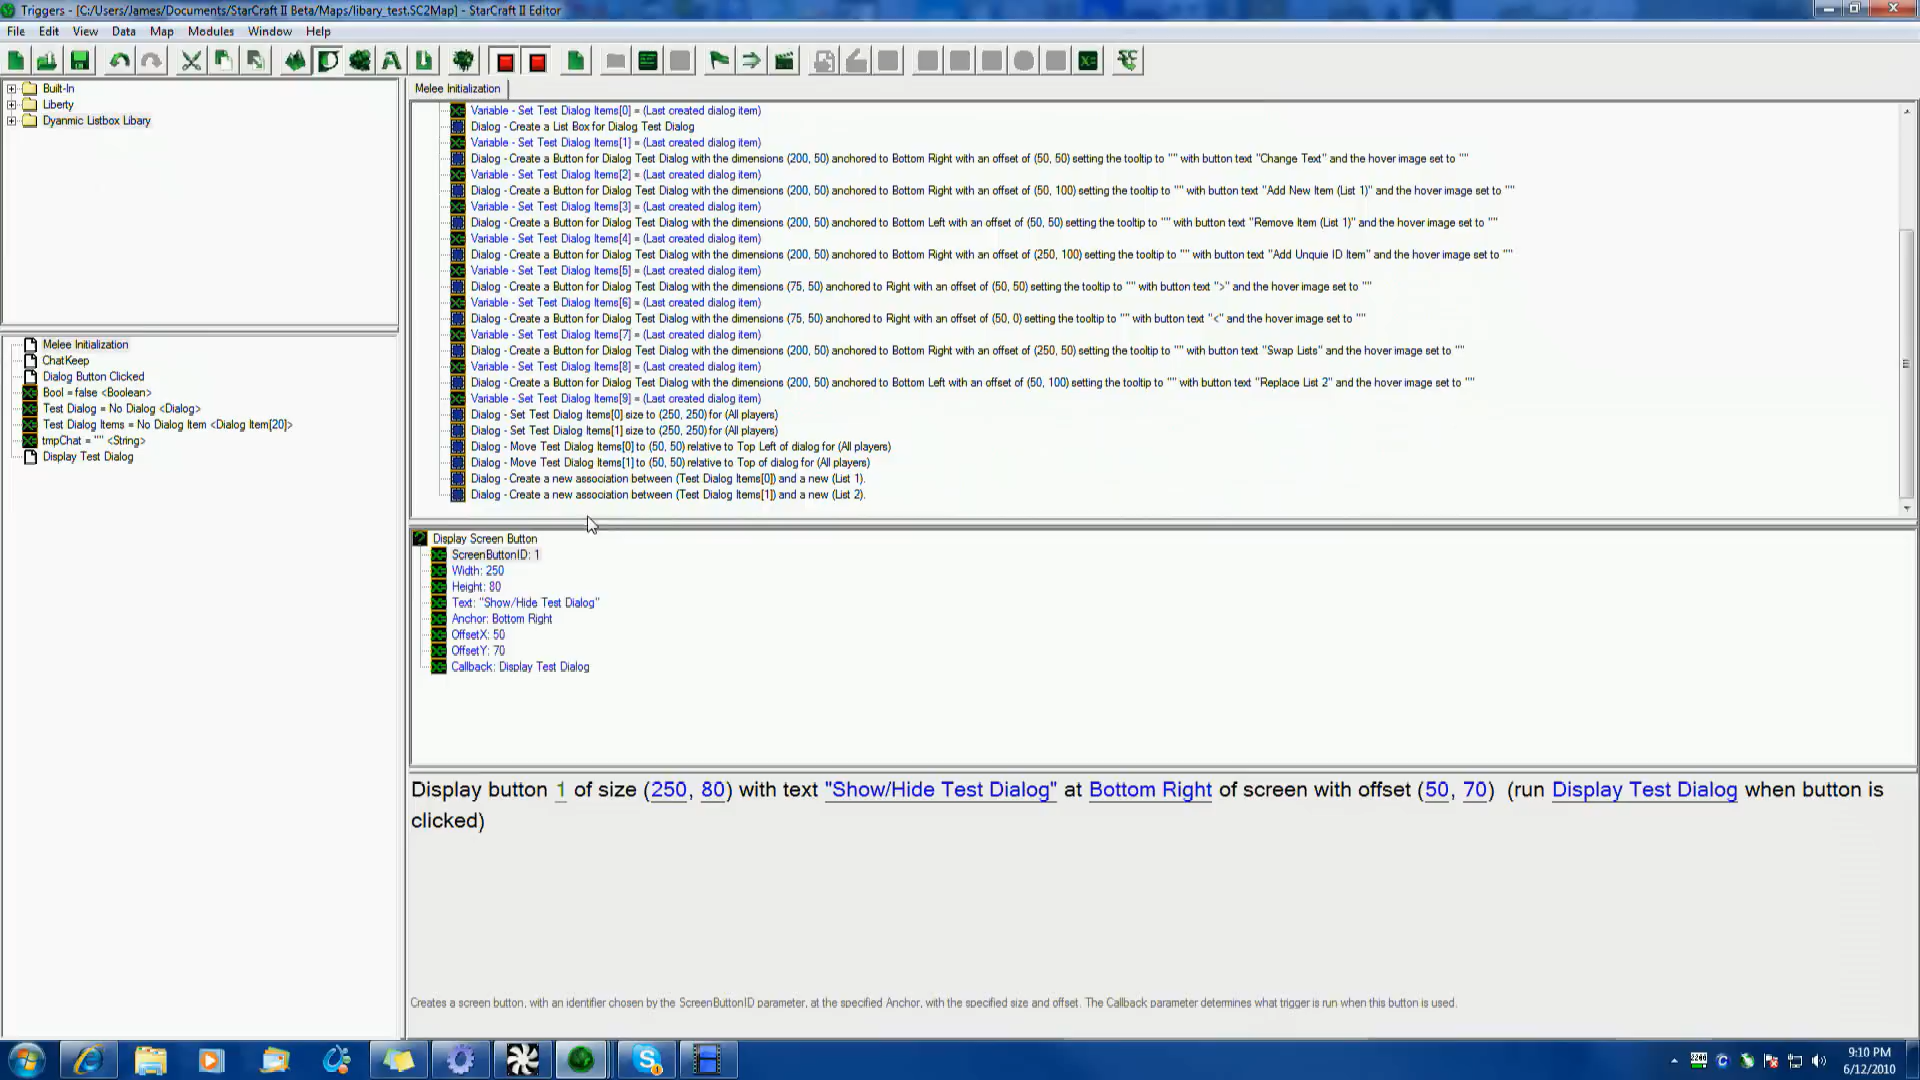 Triggers - [C:/Users/James/Documents/StarCraft II Beta/Maps/libary_test.SC2Map] - StarCraft II Editor
File Edit View Data Map Modules Window Help
Built-In
Liberty
Dyanmic Listbox Libary
Melee Initialization
ChatKeep
Dialog Button Clicked
Bool = false <Boolean>
Test Dialog = No Dialog <Dialog>
Test Dialog Items = No Dialog Item <Dialog Item[20]>
tmpChat = "" <String>
Display Test Dialog
Melee Initialization
Variable - Set Test Dialog Items[0] = (Last created dialog item)
Dialog - Create a List Box for Dialog Test Dialog
Variable - Set Test Dialog Items[1] = (Last created dialog item)
Dialog - Create a Button for Dialog Test Dialog with the dimensions (200, 50) anchored to Bottom Right with an offset of (50, 50) setting the tooltip to "" with button text "Change Text" and the hover image set to ""
Variable - Set Test Dialog Items[2] = (Last created dialog item)
Dialog - Create a Button for Dialog Test Dialog with the dimensions (200, 50) anchored to Bottom Right with an offset of (50, 100) setting the tooltip to "" with button text "Add New Item (List 1)" and the hover image set to ""
Variable - Set Test Dialog Items[3] = (Last created dialog item)
Dialog - Create a Button for Dialog Test Dialog with the dimensions (200, 50) anchored to Bottom Left with an offset of (50, 50) setting the tooltip to "" with button text "Remove Item (List 1)" and the hover image set to ""
Variable - Set Test Dialog Items[4] = (Last created dialog item)
Dialog - Create a Button for Dialog Test Dialog with the dimensions (200, 50) anchored to Bottom Right with an offset of (250, 100) setting the tooltip to "" with button text "Add Unquie ID Item" and the hover image set to ""
Variable - Set Test Dialog Items[5] = (Last created dialog item)
Dialog - Create a Button for Dialog Test Dialog with the dimensions (75, 50) anchored to Right with an offset of (50, 50) setting the tooltip to "" with button text ">" and the hover image set to ""
Variable - Set Test Dialog Items[6] = (Last created dialog item)
Dialog - Create a Button for Dialog Test Dialog with the dimensions (75, 50) anchored to Right with an offset of (50, 0) setting the tooltip to "" with button text "<" and the hover image set to ""
Variable - Set Test Dialog Items[7] = (Last created dialog item)
Dialog - Create a Button for Dialog Test Dialog with the dimensions (200, 50) anchored to Bottom Right with an offset of (250, 50) setting the tooltip to "" with button text "Swap Lists" and the hover image set to ""
Variable - Set Test Dialog Items[8] = (Last created dialog item)
Dialog - Create a Button for Dialog Test Dialog with the dimensions (200, 50) anchored to Bottom Left with an offset of (50, 100) setting the tooltip to "" with button text "Replace List 2" and the hover image set to ""
Variable - Set Test Dialog Items[9] = (Last created dialog item)
Dialog - Set Test Dialog Items[0] size to (250, 250) for (All players)
Dialog - Set Test Dialog Items[1] size to (250, 250) for (All players)
Dialog - Move Test Dialog Items[0] to (50, 50) relative to Top Left of dialog for (All players)
Dialog - Move Test Dialog Items[1] to (50, 50) relative to Top of dialog for (All players)
Dialog - Create a new association between (Test Dialog Items[0]) and a new (List 1).
Dialog - Create a new association between (Test Dialog Items[1]) and a new (List 2).
Display Screen Button
ScreenButtonID: 1
Width: 250
Height: 80
Text: "Show/Hide Test Dialog"
Anchor: Bottom Right
OffsetX: 50
OffsetY: 70
Callback: Display Test Dialog
Display button 1 of size (250, 80) with text "Show/Hide Test Dialog" at Bottom Right of screen with offset (50, 70) (run Display Test Dialog when button is
clicked)
Creates a screen button, with an identifier chosen by the ScreenButtonID parameter, at the specified Anchor, with the specified size and offset. The Callback parameter determines what trigger is run when this button is used.
9:10 PM
6/12/2010